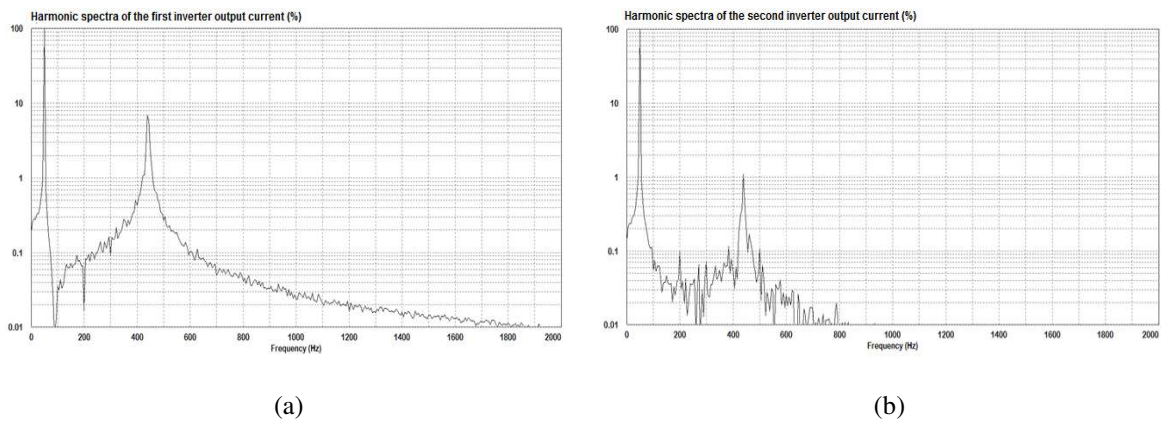 Harmonic spectra of the first inverter output current (%)
100
10
1
0.1
0.01
0 200 400 600 800 1000 1200 1400 1600 1800 2000
Frequency (Hz)
(a)
Harmonic spectra of the second inverter output current (%)
100
10
1
0.1
0.01
0 200 400 600 800 1000 1200 1400 1600 1800 2000
Frequency (Hz)
(b)